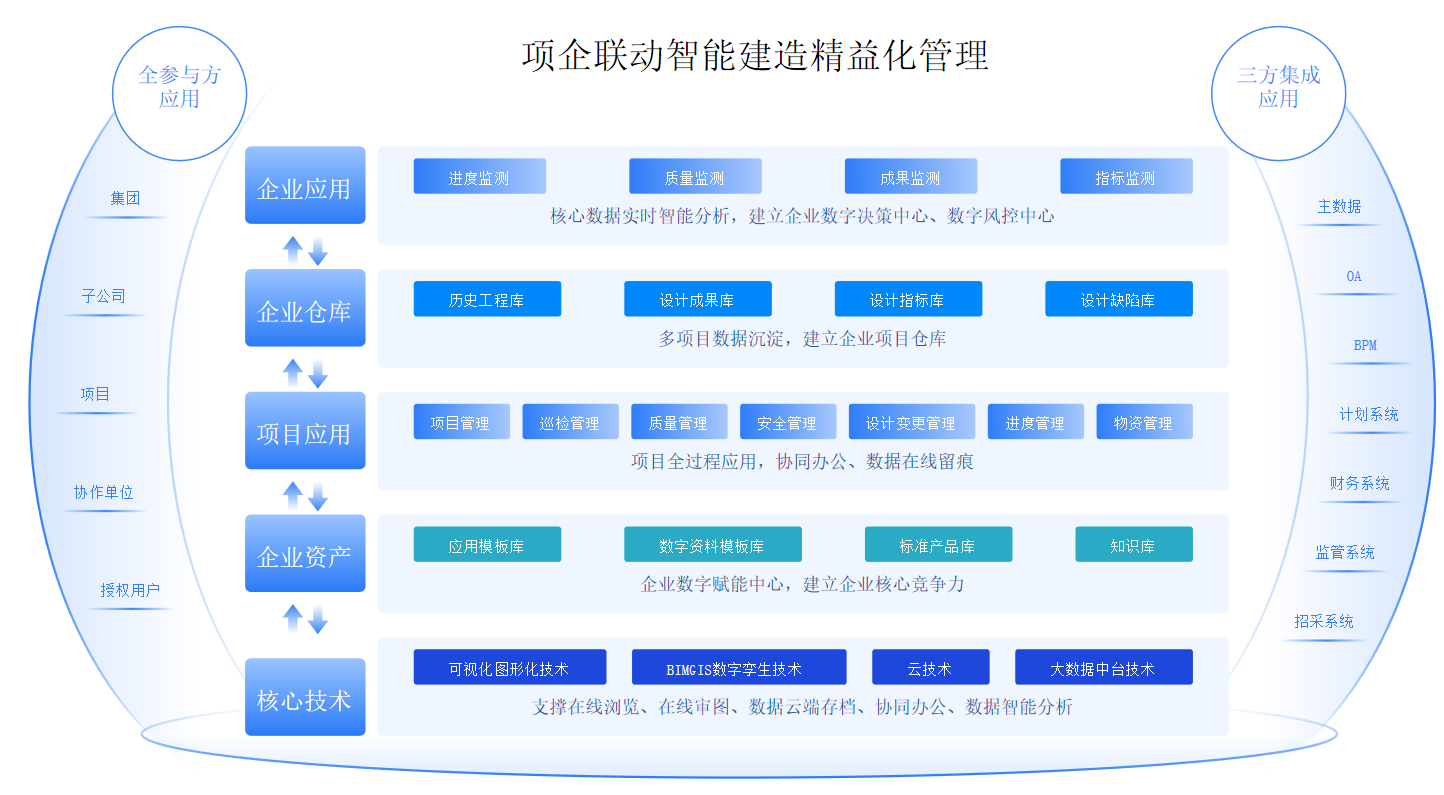 项企联动智能建造精益化管理
全参与方
应用
集团
子公司
项目
协作单位
授权用户
企业应用
进度监测
质量监测
成果监测
指标监测
核心数据实时智能分析，建立企业数字决策中心、数字风控中心
企业仓库
历史工程库
设计成果库
设计指标库
设计缺陷库
多项目数据沉淀，建立企业项目仓库
项目应用
项目管理
巡检管理
质量管理
安全管理
设计变更管理
进度管理
物资管理
项目全过程应用，协同办公、数据在线留痕
企业资产
应用模板库
数字资料模板库
标准产品库
知识库
企业数字赋能中心，建立企业核心竞争力
核心技术
可视化图形化技术
BIMGIS数字孪生技术
云技术
大数据中台技术
支撑在线浏览、在线审图、数据云端存档、协同办公、数据智能分析
三方集成
应用
主数据
OA
BPM
计划系统
财务系统
监管系统
招采系统